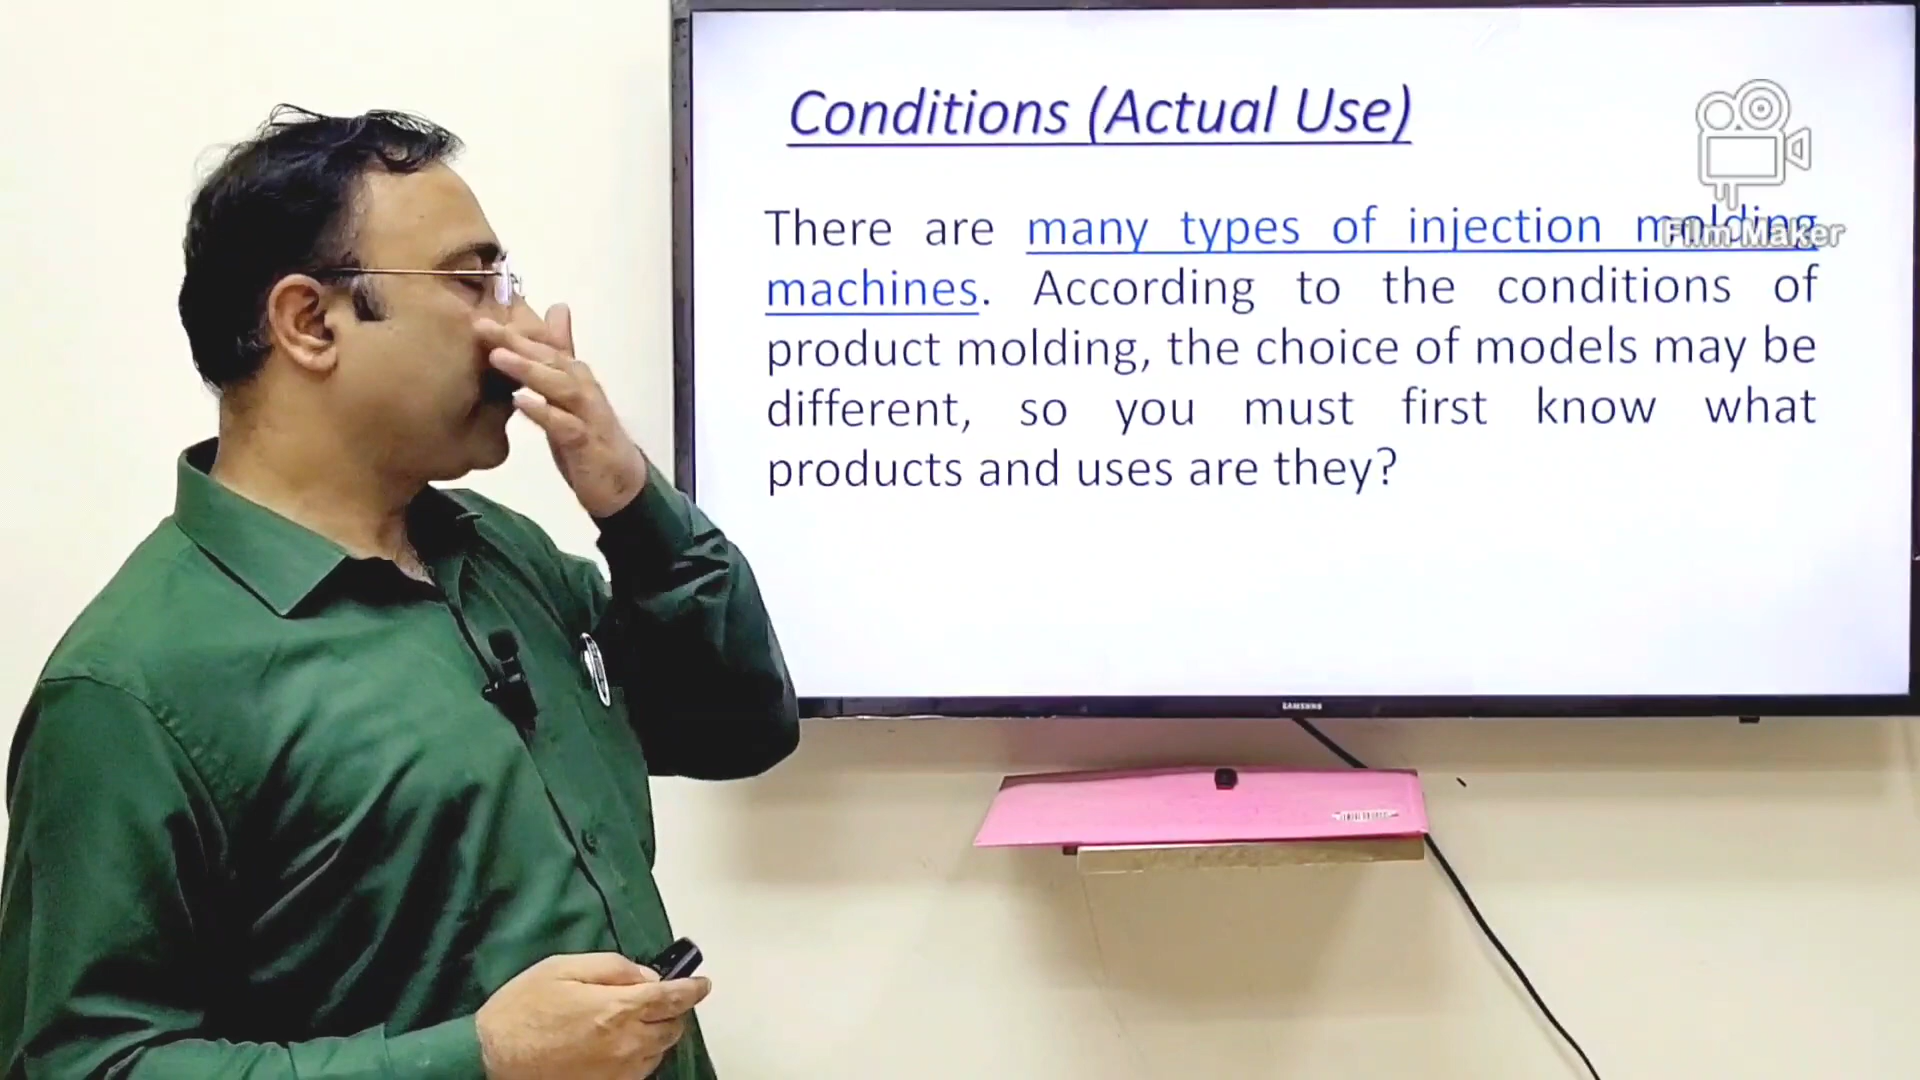 Conditions (Actual Use)
There are many types of injection molding
Film Maker
machines. According to the conditions of
product molding, the choice of models may be
different, so you must first know what
products and uses are they?
SAMSUNG